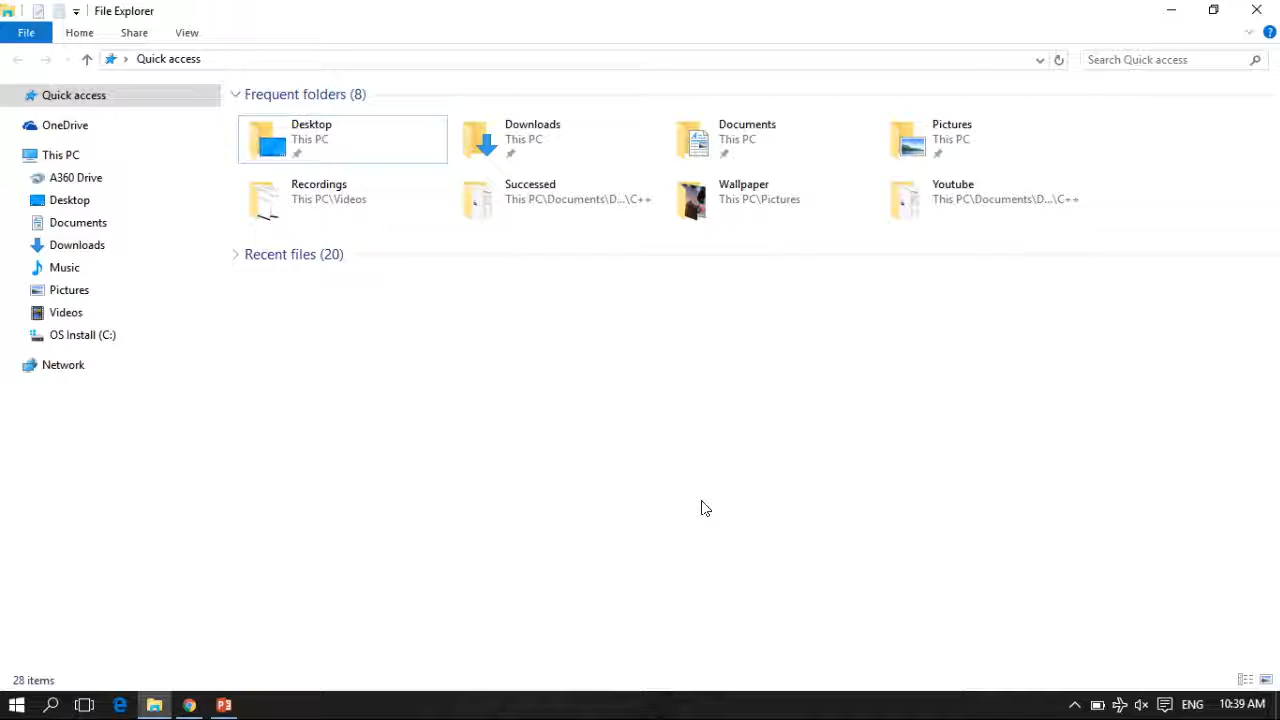 File Explorer
File Home Share View
Quick access
Search Quick access
Quick access
OneDrive
This PC
A360 Drive
Desktop
Documents
Downloads
Music
Pictures
Videos
OS Install (C:)
Network
Frequent folders (8)
Desktop
This PC
Downloads
This PC
Documents
This PC
Pictures
This PC
Recordings
This PC\Videos
Successed
This PC\Documents\D...\C++
Wallpaper
This PC\Pictures
Youtube
This PC\Documents\D...\C++
Recent files (20)
28 items
ENG 10:39 AM